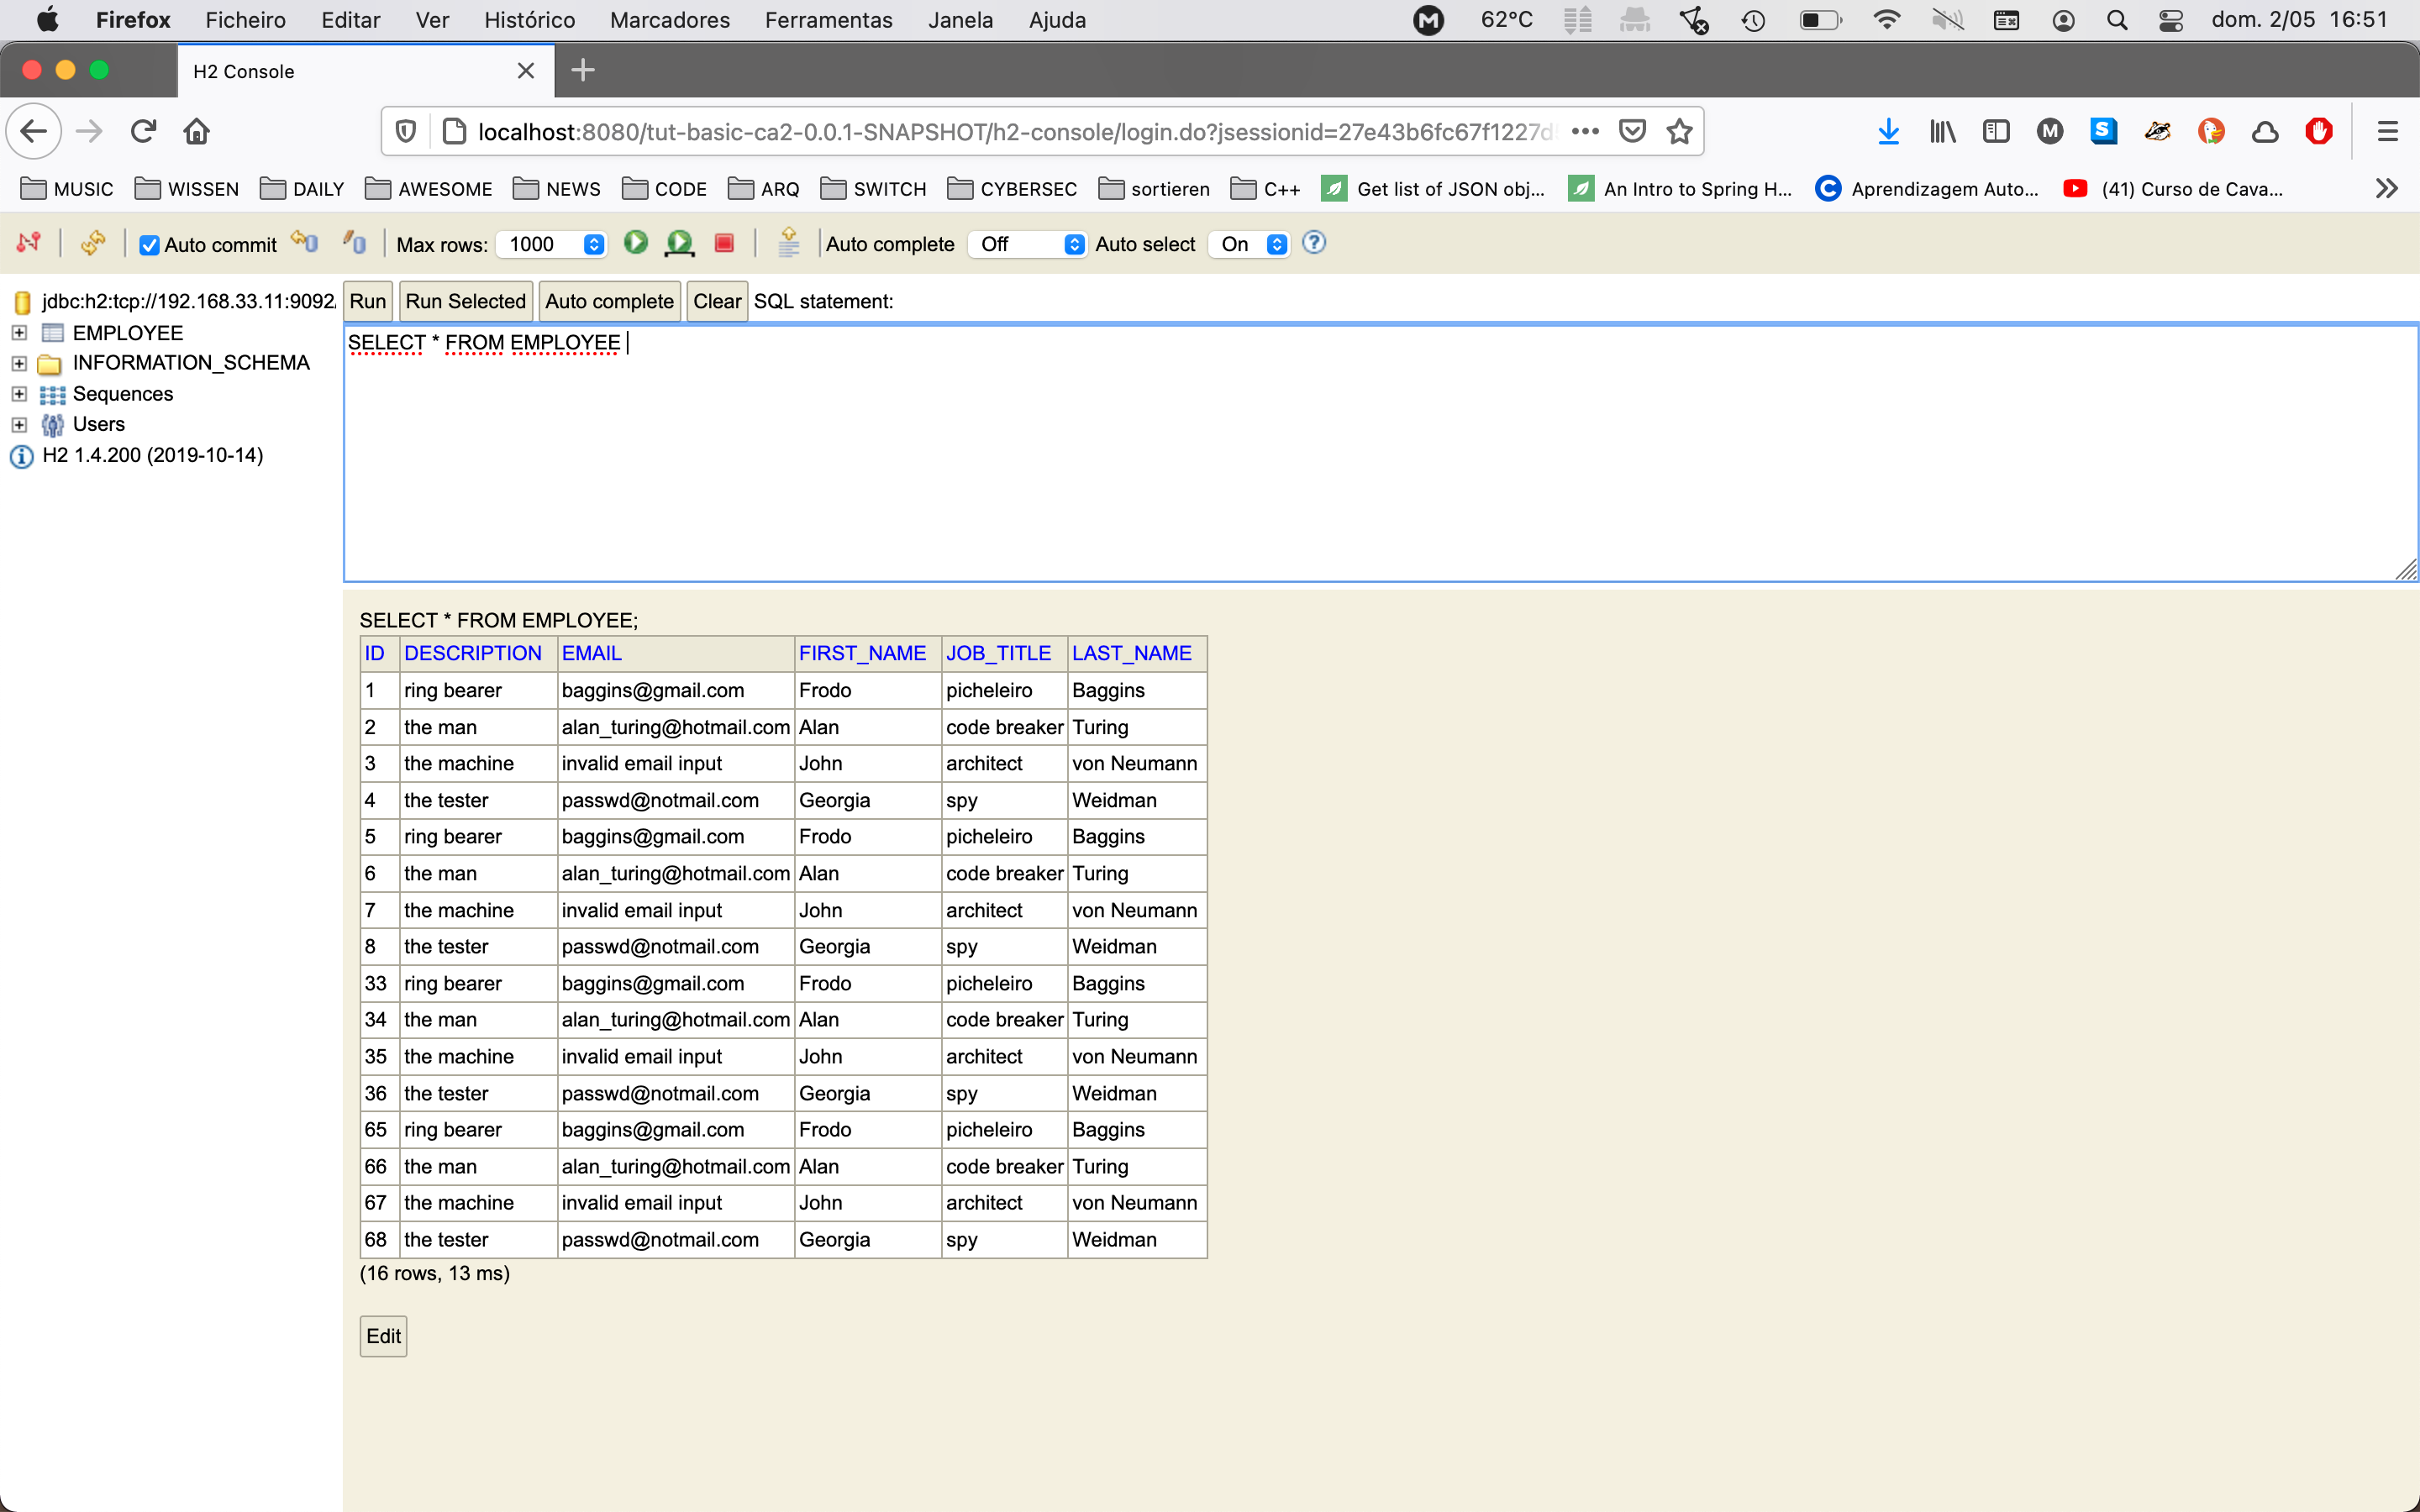 Firefox Ficheiro Editar Ver Histórico Marcadores Ferramentas Janela Ajuda M 62°C dom. 2/05 16:51
H2 Console
localhost:8080/tut-basic-ca2-0.0.1-SNAPSHOT/h2-console/login.do?jsessionid=27e43b6fc67f1227d
MUSIC WISSEN DAILY AWESOME NEWS CODE ARQ SWITCH CYBERSEC sortieren C++ Get list of JSON obj... An Intro to Spring H... Aprendizagem Auto... (41) Curso de Cava...
Auto commit Max rows: 1000 Auto complete Off Auto select On
jdbc:h2:tcp://192.168.33.11:9092/ Run Run Selected Auto complete Clear SQL statement:
EMPLOYEE
INFORMATION_SCHEMA
Sequences
Users
H2 1.4.200 (2019-10-14)
SELECT * FROM EMPLOYEE
SELECT * FROM EMPLOYEE;
ID DESCRIPTION EMAIL FIRST_NAME JOB_TITLE LAST_NAME
1 ring bearer baggins@gmail.com Frodo picheleiro Baggins
2 the man alan_turing@hotmail.com Alan code breaker Turing
3 the machine invalid email input John architect von Neumann
4 the tester passwd@notmail.com Georgia spy Weidman
5 ring bearer baggins@gmail.com Frodo picheleiro Baggins
6 the man alan_turing@hotmail.com Alan code breaker Turing
7 the machine invalid email input John architect von Neumann
8 the tester passwd@notmail.com Georgia spy Weidman
33 ring bearer baggins@gmail.com Frodo picheleiro Baggins
34 the man alan_turing@hotmail.com Alan code breaker Turing
35 the machine invalid email input John architect von Neumann
36 the tester passwd@notmail.com Georgia spy Weidman
65 ring bearer baggins@gmail.com Frodo picheleiro Baggins
66 the man alan_turing@hotmail.com Alan code breaker Turing
67 the machine invalid email input John architect von Neumann
68 the tester passwd@notmail.com Georgia spy Weidman
(16 rows, 13 ms)
Edit